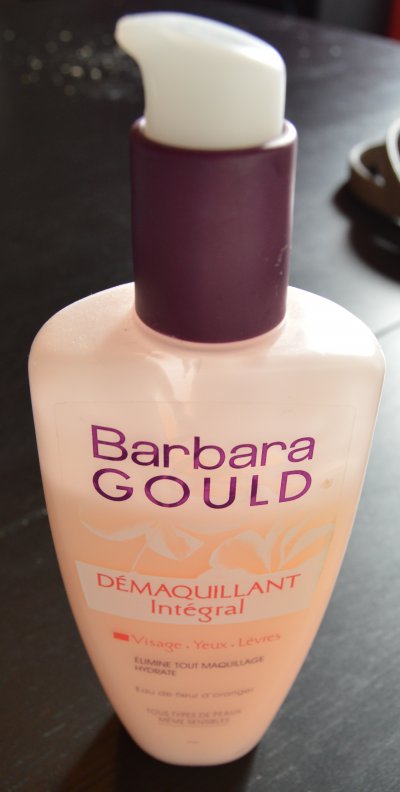 Barbara
GOULD
DÉMAQUILLANT
Intégral
Visage . Yeux . Lèvres
ÉLIMINE TOUT MAQUILLAGE
HYDRATE
Eau de fleur d'oranger
TOUS TYPES DE PEAUX
MÊME SENSIBLES